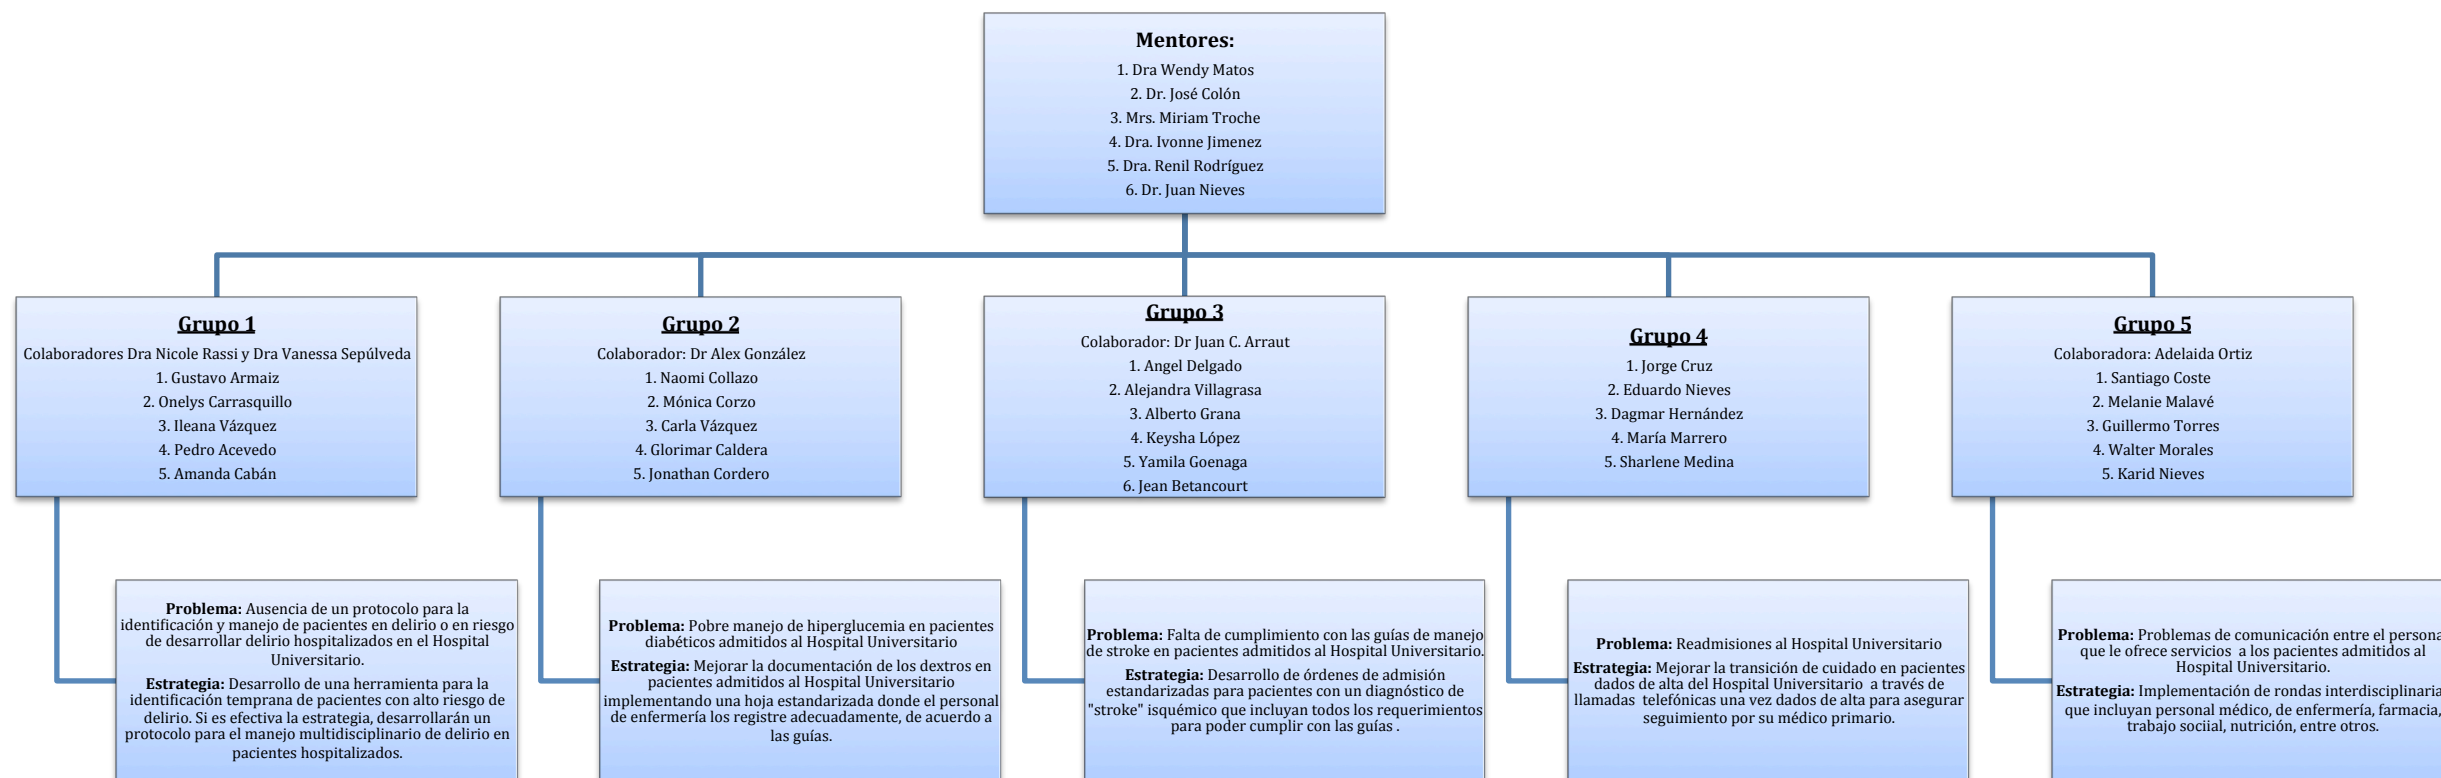 Mentores:
1. Dra Wendy Matos
2. Dr. José Colón
3. Mrs. Miriam Troche
4. Dra. Ivonne Jimenez
5. Dra. Renil Rodríguez
6. Dr. Juan Nieves
Grupo 1
Colaboradores Dra Nicole Rassi y Dra Vanessa Sepúlveda
1. Gustavo Armaiz
2. Onelys Carrasquillo
3. Ileana Vázquez
4. Pedro Acevedo
5. Amanda Cabán
Grupo 2
Colaborador: Dr Alex González
1. Naomi Collazo
2. Mónica Corzo
3. Carla Vázquez
4. Glorimar Caldera
5. Jonathan Cordero
Grupo 3
Colaborador: Dr Juan C. Arraut
1. Angel Delgado
2. Alejandra Villagrasa
3. Alberto Grana
4. Keysha López
5. Yamila Goenaga
6. Jean Betancourt
Grupo 4
1. Jorge Cruz
2. Eduardo Nieves
3. Dagmar Hernández
4. María Marrero
5. Sharlene Medina
Grupo 5
Colaboradora: Adelaida Ortiz
1. Santiago Coste
2. Melanie Malavé
3. Guillermo Torres
4. Walter Morales
5. Karid Nieves
Problema: Ausencia de un protocolo para la
identificación y manejo de pacientes en delirio o en riesgo
de desarrollar delirio hospitalizados en el Hospital
Universitario.
Estrategia: Desarrollo de una herramienta para la
identificación temprana de pacientes con alto riesgo de
delirio. Si es efectiva la estrategia, desarrollarán un
protocolo para el manejo multidisciplinario de delirio en
pacientes hospitalizados.
Problema: Pobre manejo de hiperglucemia en pacientes
diabéticos admitidos al Hospital Universitario
Estrategia: Mejorar la documentación de los dextros en
pacientes admitidos al Hospital Universitario
implementando una hoja estandarizada donde el personal
de enfermería los registre adecuadamente, de acuerdo a
las guías.
Problema: Falta de cumplimiento con las guías de manejo
de stroke en pacientes admitidos al Hospital Universitario.
Estrategia: Desarrollo de órdenes de admisión
estandarizadas para pacientes con un diagnóstico de
"stroke" isquémico que incluyan todos los requerimientos
para poder cumplir con las guías .
Problema: Readmisiones al Hospital Universitario
Estrategia: Mejorar la transición de cuidado en pacientes
dados de alta del Hospital Universitario a través de
llamadas telefónicas una vez dados de alta para asegurar
seguimiento por su médico primario.
Problema: Problemas de comunicación entre el persona
que le ofrece servicios a los pacientes admitidos al
Hospital Universitario.
Estrategia: Implementación de rondas interdisciplinaria
que incluyan personal médico, de enfermería, farmacia,
trabajo sociial, nutrición, entre otros.